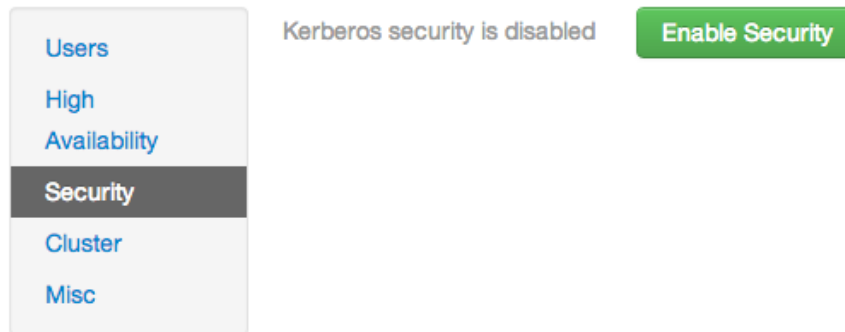 Users
High
Availability
Security
Cluster
Misc
Kerberos security is disabled
Enable Security